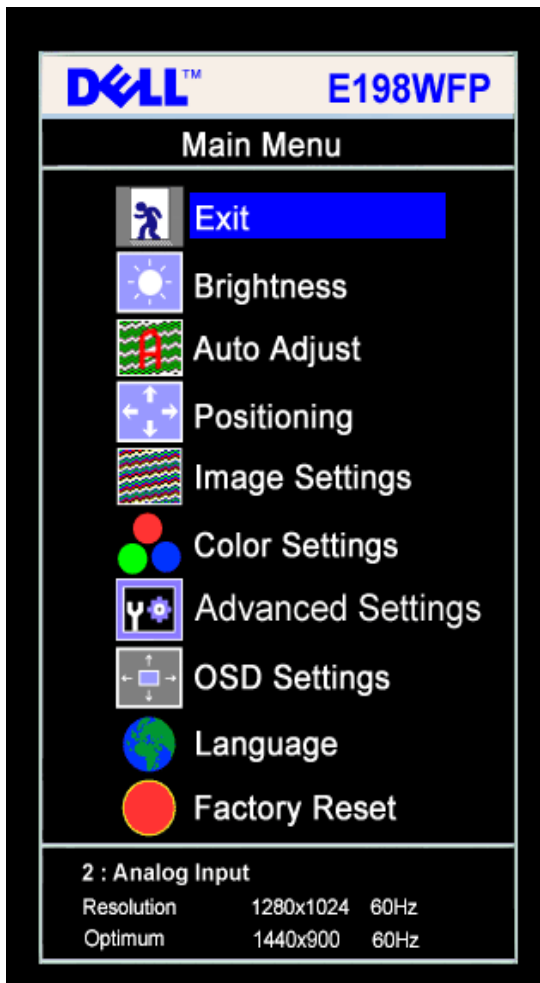 DELL™ E198WFP
Main Menu
Exit
Brightness
A
Auto Adjust
Positioning
Image Settings
Color Settings
Advanced Settings
OSD Settings
Language
Factory Reset
2 : Analog Input
Resolution 1280x1024 60Hz
Optimum 1440x900 60Hz